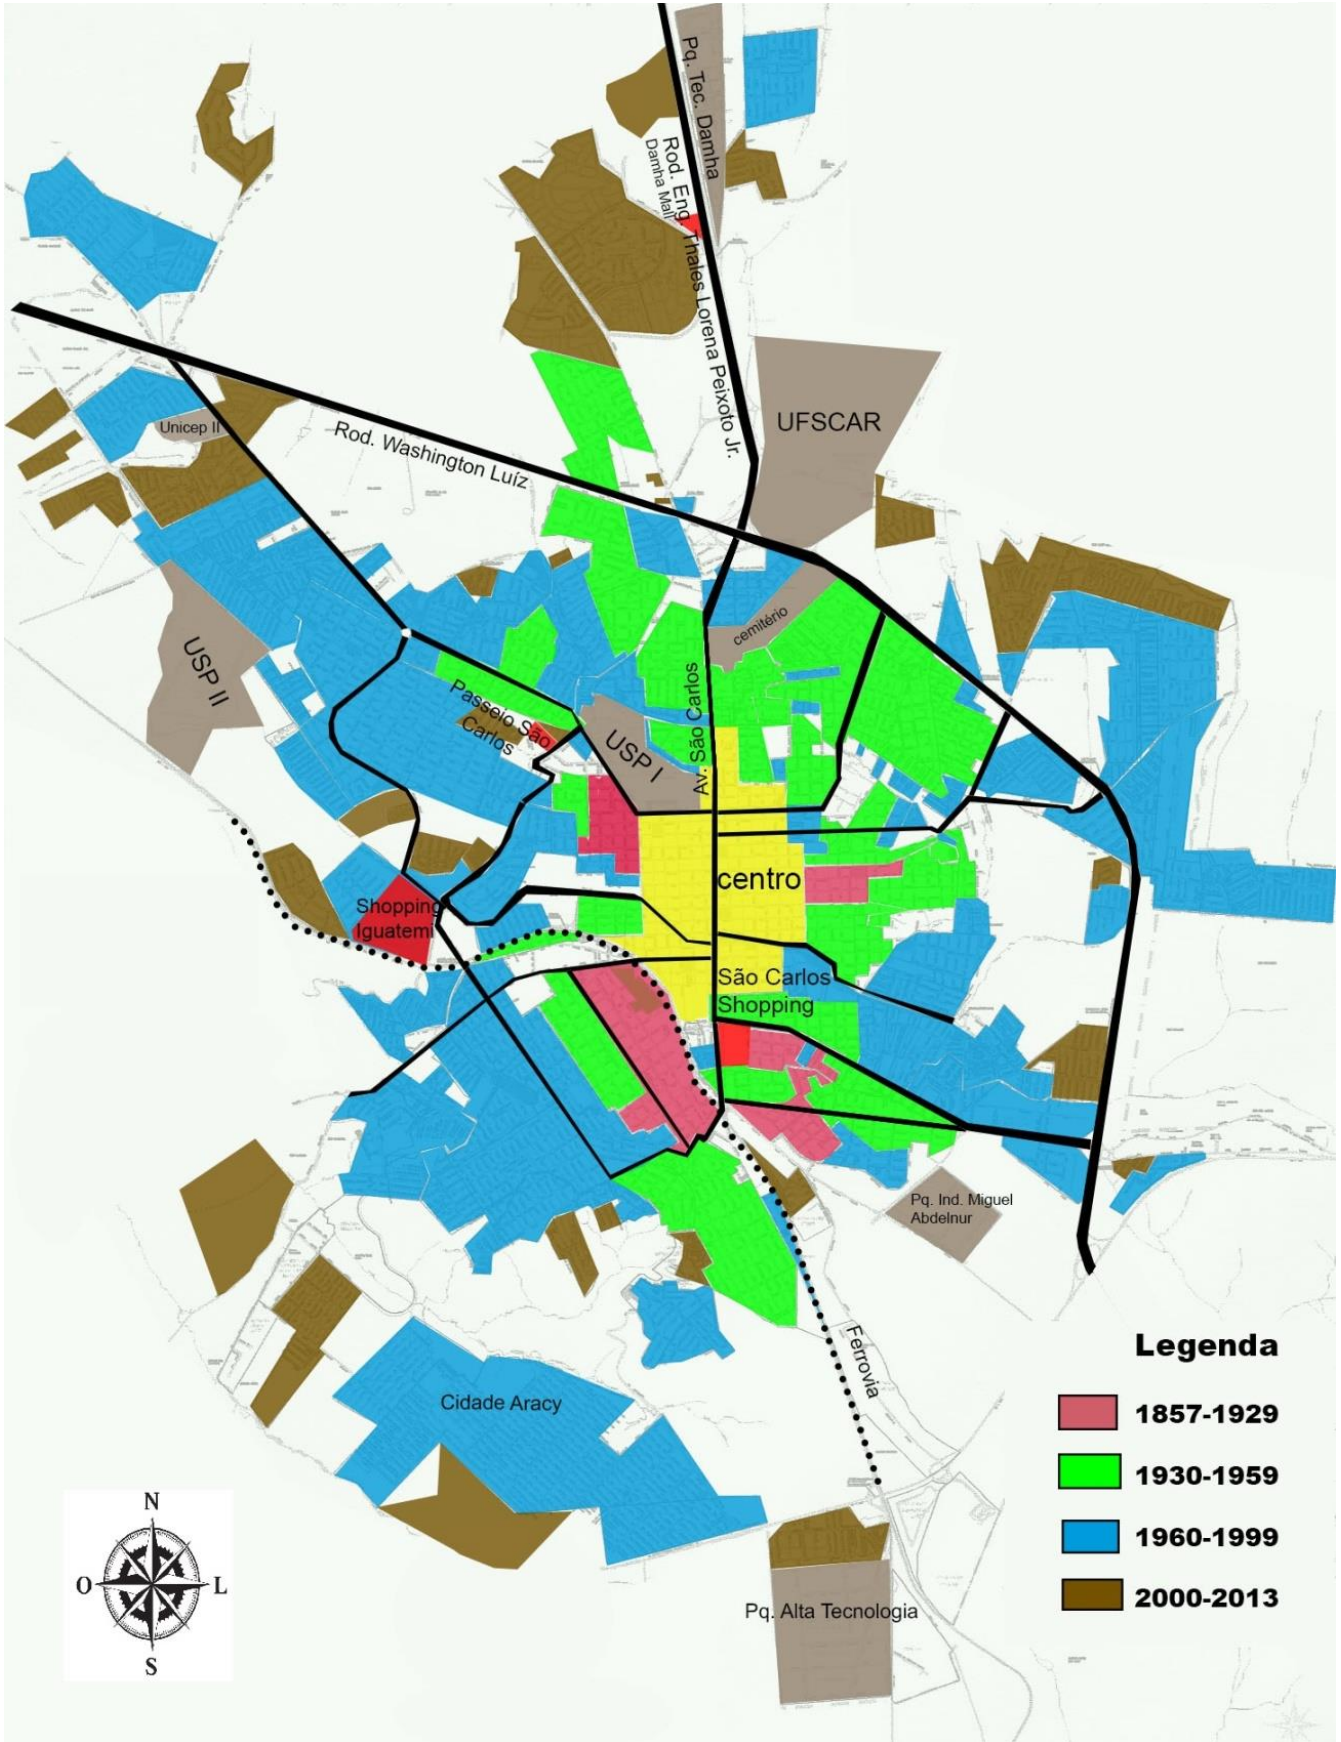 Pq. Tec. Damha
Rod. Eng. Thales Lorena Peixoto Jr.
Damha Mall
UFSCAR
Unicep II
Rod. Washington Luíz
cemitério
USP II
Av. São Carlos
Passeio São
Carlos
USP I
centro
Shopping
Iguatemi
São Carlos
Shopping
Pq. Ind. Miguel
Abdelnur
Ferrovia
Cidade Aracy
Pq. Alta Tecnologia
Legenda
1857-1929
1930-1959
1960-1999
2000-2013
N
O
L
S